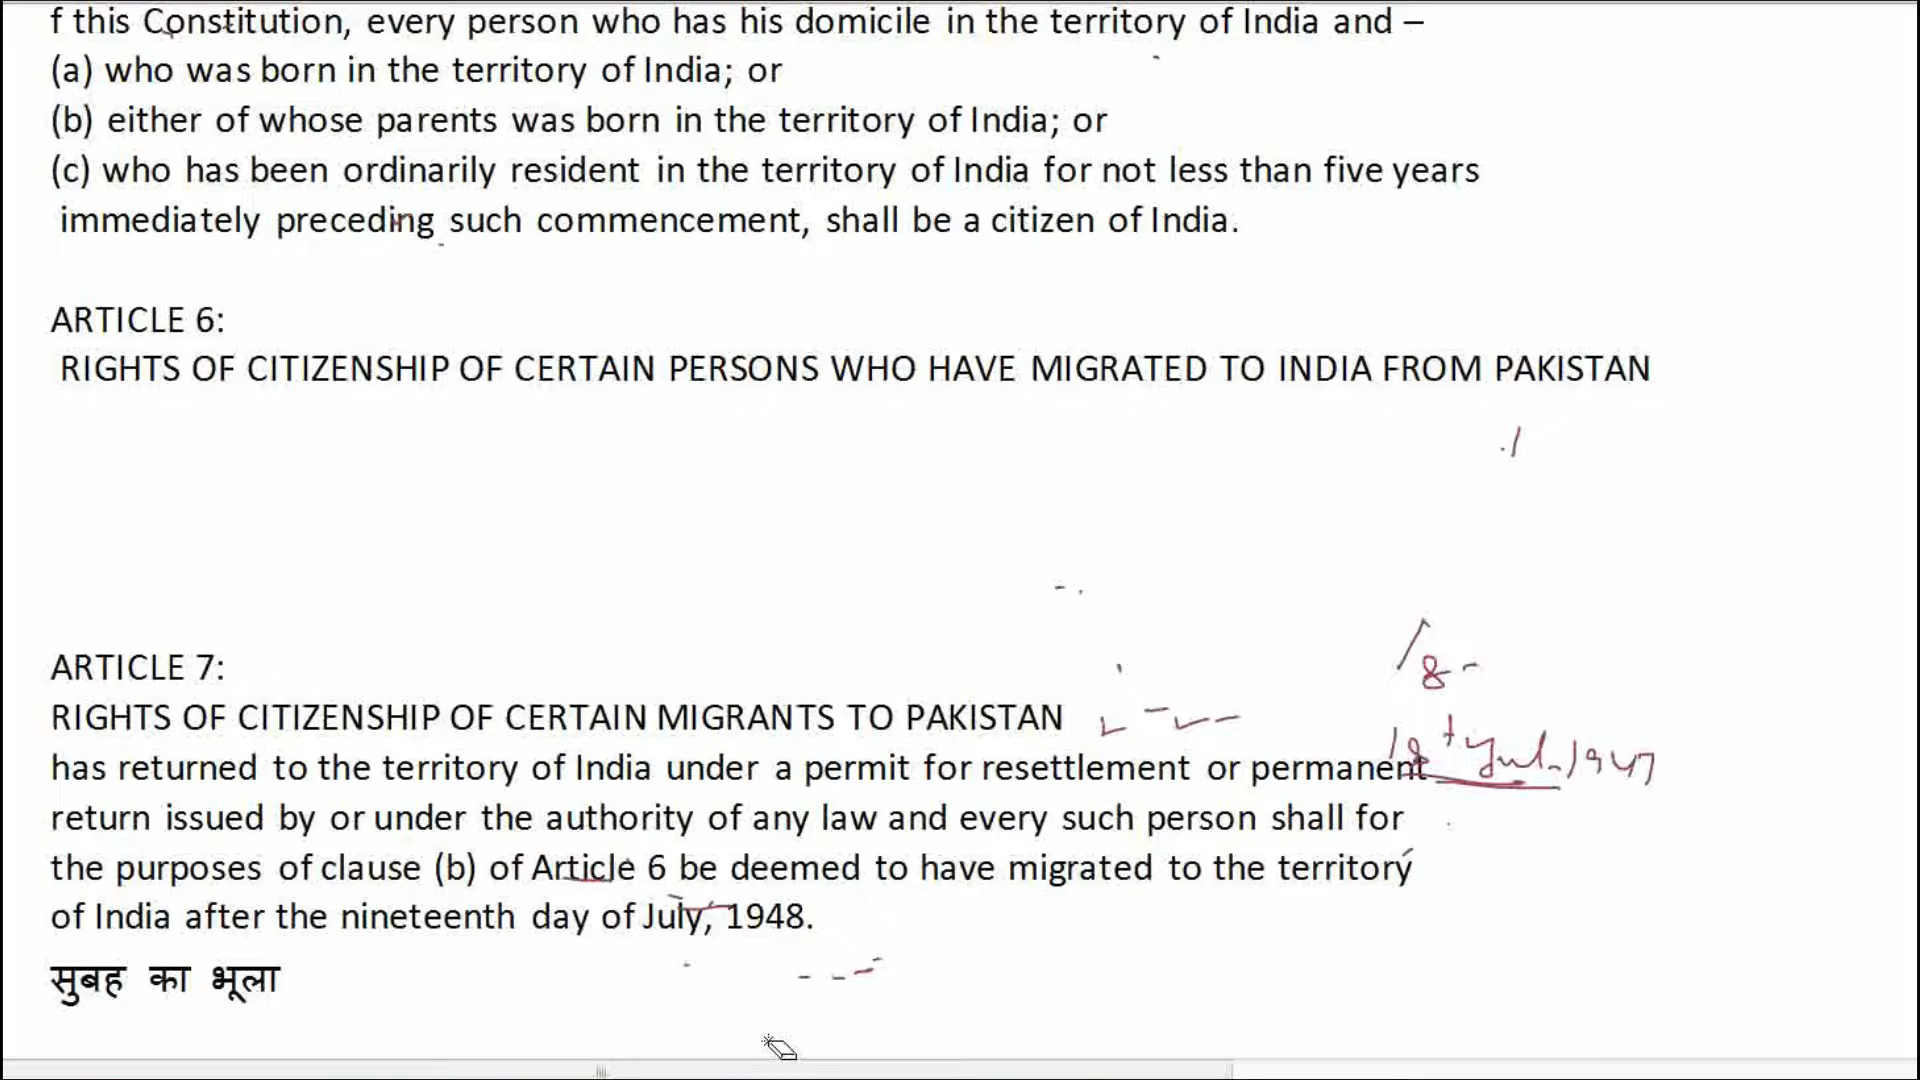 f this Constitution, every person who has his domicile in the territory of India and –
(a) who was born in the territory of India; or
(b) either of whose parents was born in the territory of India; or
(c) who has been ordinarily resident in the territory of India for not less than five years
immediately preceding such commencement, shall be a citizen of India.
ARTICLE 6:
RIGHTS OF CITIZENSHIP OF CERTAIN PERSONS WHO HAVE MIGRATED TO INDIA FROM PAKISTAN
ARTICLE 7:
8
RIGHTS OF CITIZENSHIP OF CERTAIN MIGRANTS TO PAKISTAN
18th Jul 1947
has returned to the territory of India under a permit for resettlement or permanent
return issued by or under the authority of any law and every such person shall for
the purposes of clause (b) of Article 6 be deemed to have migrated to the territory
of India after the nineteenth day of July, 1948.
सुबह का भूला